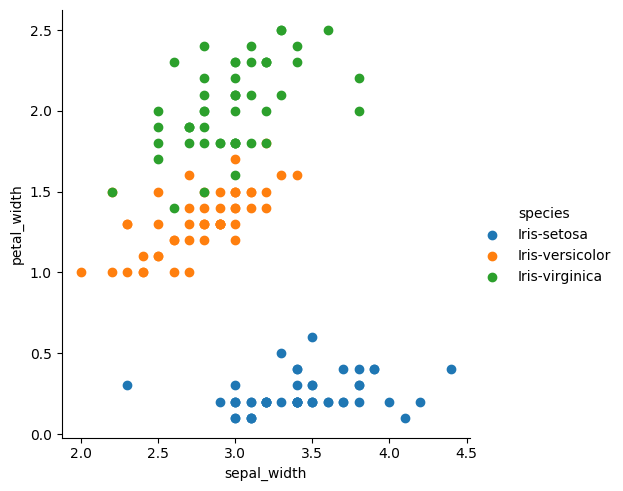 2.5
2.0
1.5
1.0
0.5
0.0
petal_width
2.0 2.5 3.0 3.5 4.0 4.5
sepal_width
species
Iris-setosa
Iris-versicolor
Iris-virginica